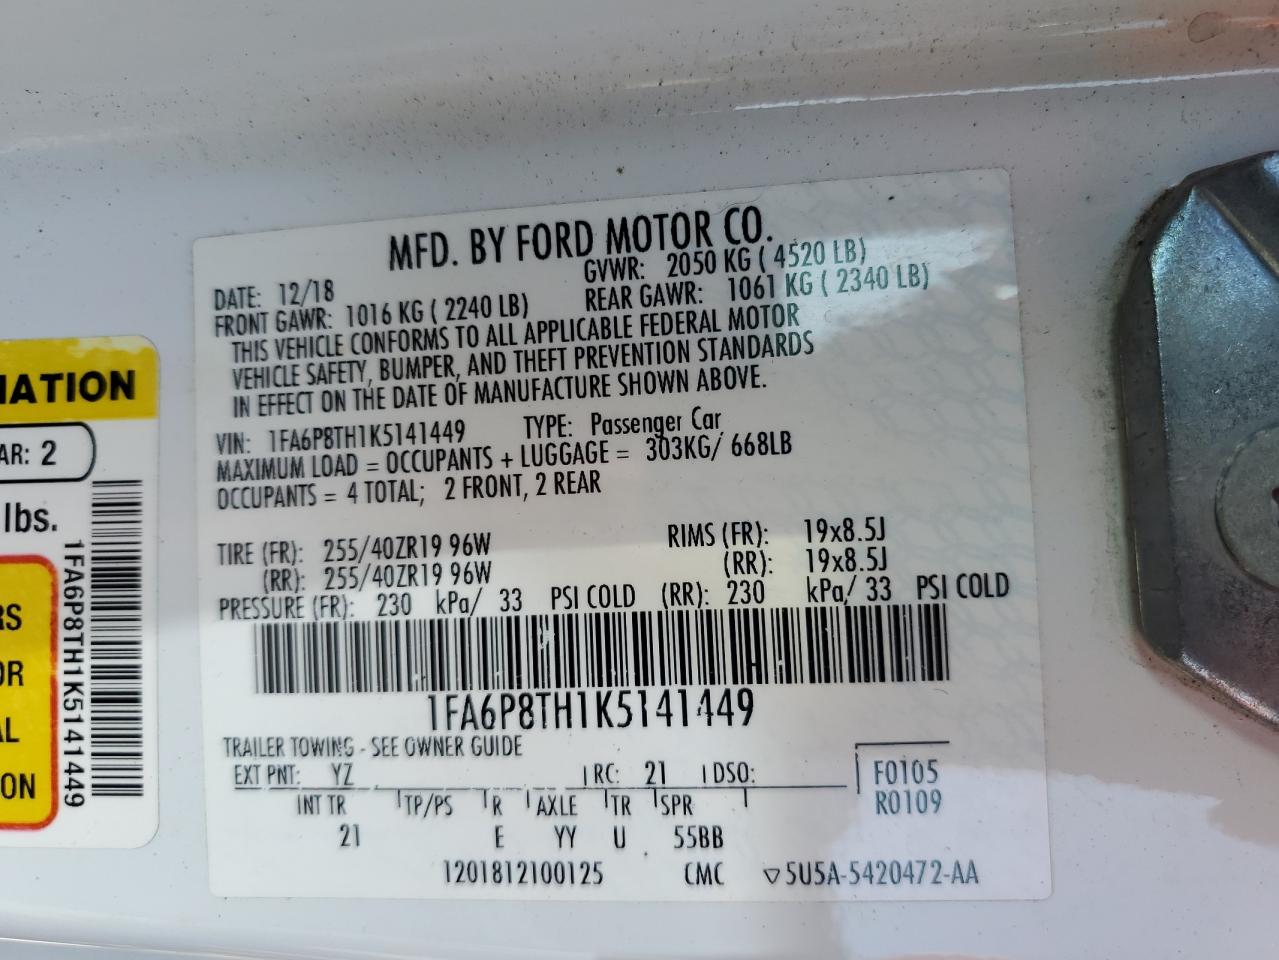 MFD. BY FORD MOTOR CO.
DATE: 12/18 GVWR: 2050 KG ( 4520 LB)
FRONT GAWR: 1016 KG ( 2240 LB) REAR GAWR: 1061 KG ( 2340 LB)
THIS VEHICLE CONFORMS TO ALL APPLICABLE FEDERAL MOTOR
VEHICLE SAFETY, BUMPER, AND THEFT PREVENTION STANDARDS
IN EFFECT ON THE DATE OF MANUFACTURE SHOWN ABOVE.
VIN: 1FA6P8TH1K5141449 TYPE: Passenger Car
MAXIMUM LOAD = OCCUPANTS + LUGGAGE = 303KG/ 668LB
OCCUPANTS = 4 TOTAL; 2 FRONT, 2 REAR
TIRE (FR): 255/40ZR19 96W RIMS (FR): 19x8.5J
(RR): 255/40ZR19 96W (RR): 19x8.5J
PRESSURE (FR): 230 kPa/ 33 PSI COLD (RR): 230 kPa/ 33 PSI COLD
1FA6P8TH1K5141449
TRAILER TOWING - SEE OWNER GUIDE
EXT PNT: YZ RC: 21 DSO: F0105
INT TR TP/PS R AXLE TR SPR R0109
21 E YY U 55BB
1201812100125 CMC ▽5U5A-5420472-AA
MATION
AR: 2
lbs.
RS
OR
AL
ON
1FA6P8TH1K5141449